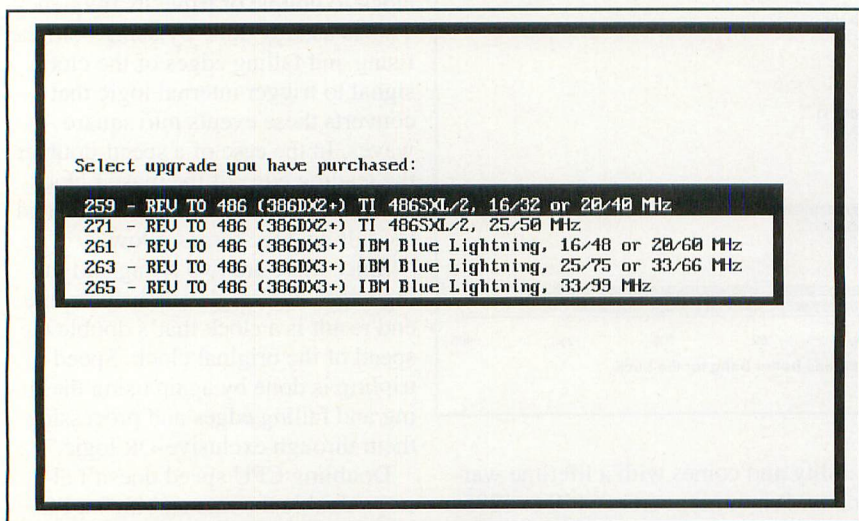 Select upgrade you have purchased:
259 - REV TO 486 (386DX2+) TI 486SXL/2, 16/32 or 20/40 MHz
271 - REV TO 486 (386DX2+) TI 486SXL/2, 25/50 MHz
261 - REV TO 486 (386DX3+) IBM Blue Lightning, 16/48 or 20/60 MHz
263 - REV TO 486 (386DX3+) IBM Blue Lightning, 25/75 or 33/66 MHz
265 - REV TO 486 (386DX3+) IBM Blue Lightning, 33/99 MHz